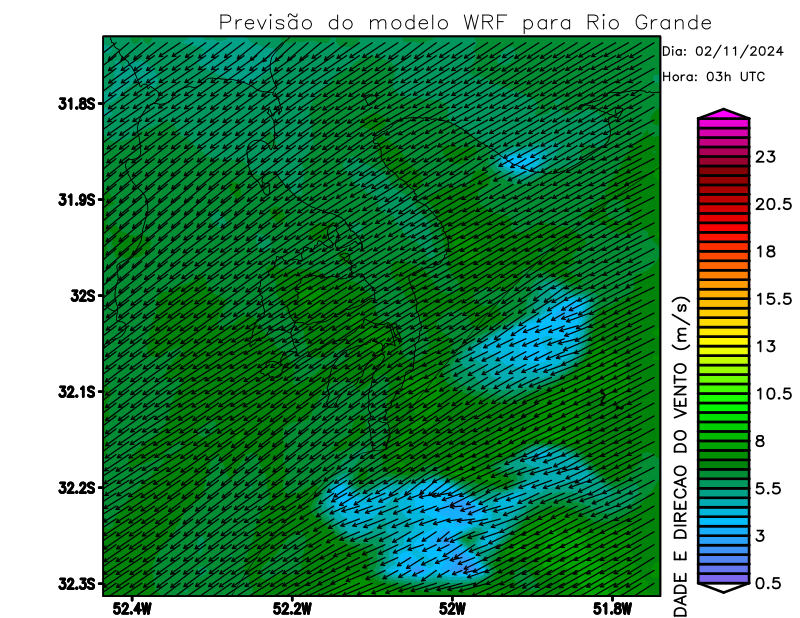 Previsão do modelo WRF para Rio Grande
Dia: 02/11/2024
Hora: 03h UTC
31.8S
31.9S
32S
32.1S
32.2S
32.3S
52.4W
52.2W
52W
51.8W
DADE E DIRECAO DO VENTO (m/s)
23
20.5
18
15.5
13
10.5
8
5.5
3
0.5